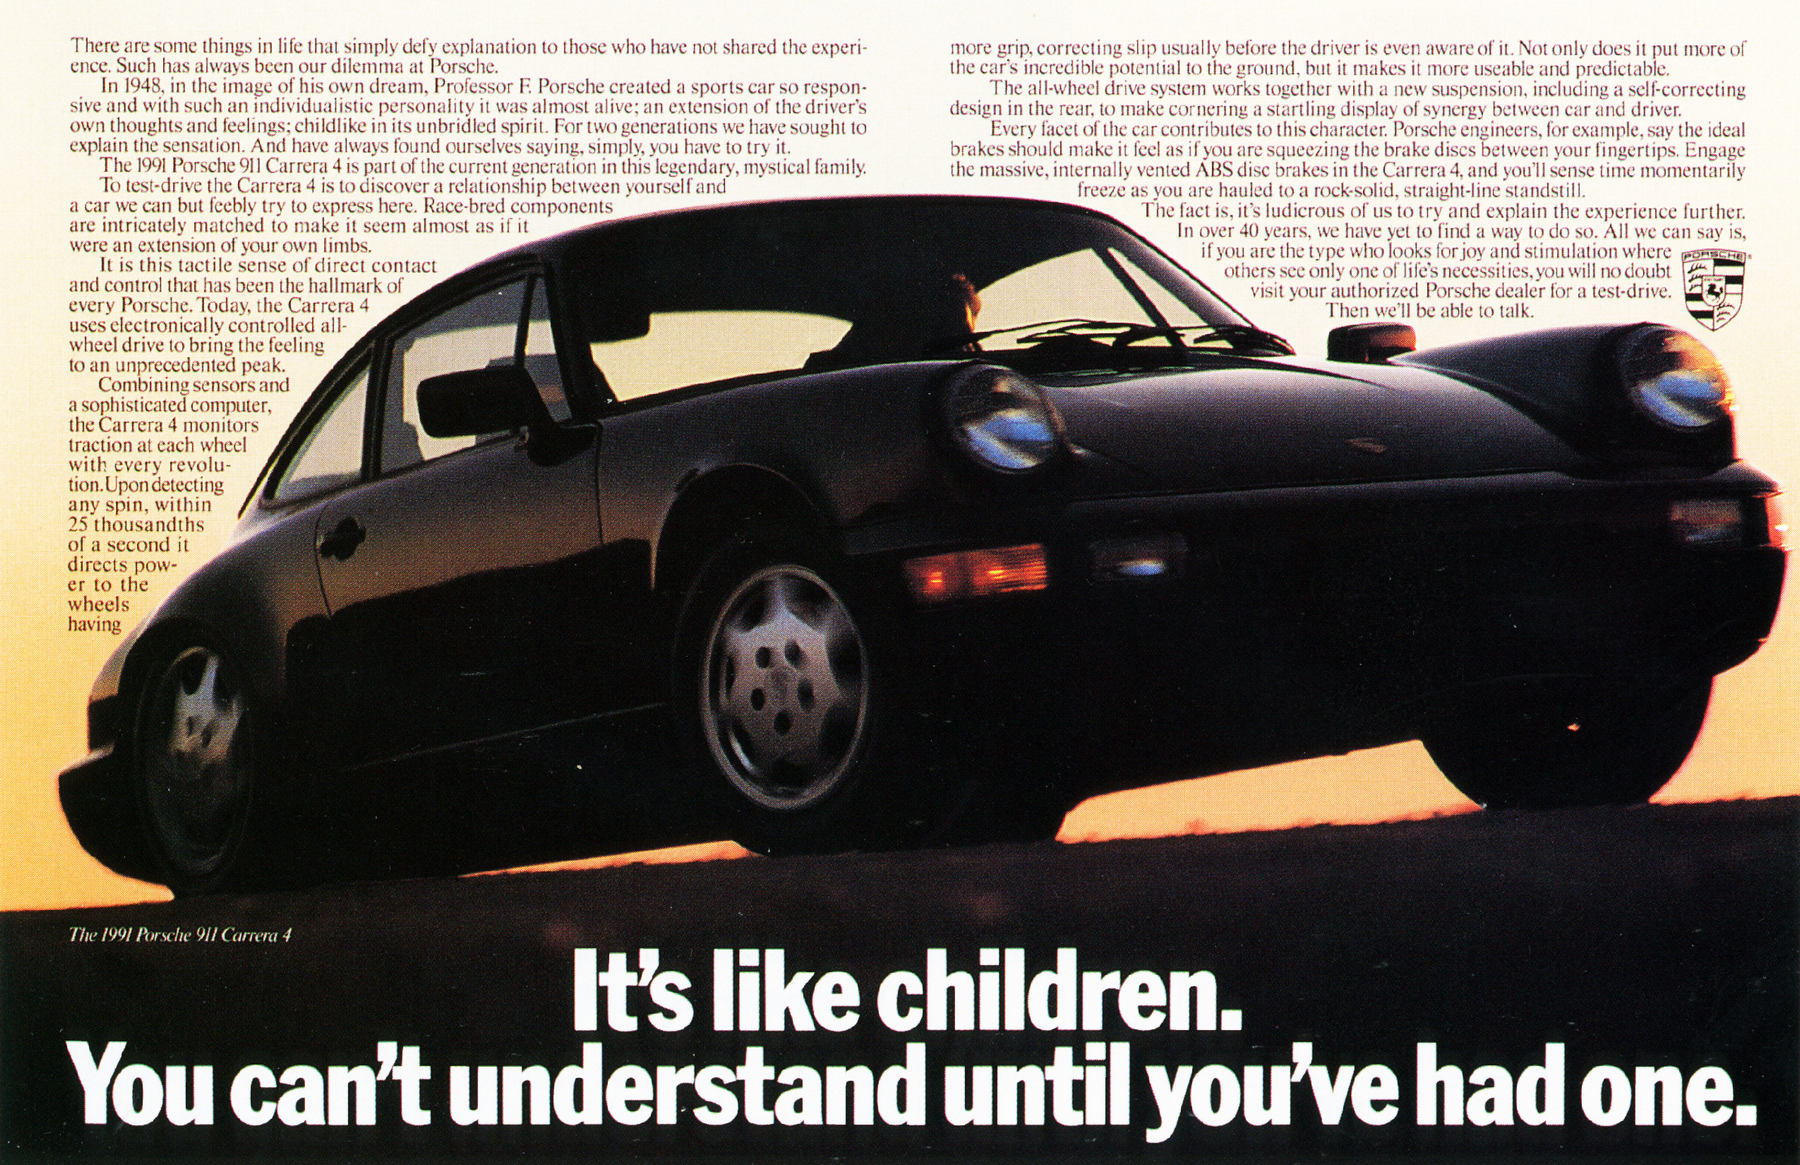 There are some things in life that simply defy explanation to those who have not shared the experi-
ence. Such has always been our dilemma at Porsche.
In 1948, in the image of his own dream, Professor F. Porsche created a sports car so respon-
sive and with such an individualistic personality it was almost alive; an extension of the driver's
own thoughts and feelings; childlike in its unbridled spirit. For two generations we have sought to
explain the sensation. And have always found ourselves saying, simply, you have to try it.
The 1991 Porsche 911 Carrera 4 is part of the current generation in this legendary, mystical family.
To test-drive the Carrera 4 is to discover a relationship between yourself and
a car we can but feebly try to express here. Race-bred components
are intricately matched to make it seem almost as if it
were an extension of your own limbs.
It is this tactile sense of direct contact
and control that has been the hallmark of
every Porsche. Today, the Carrera 4
uses electronically controlled all-
wheel drive to bring the feeling
to an unprecedented peak.
Combining sensors and
a sophisticated computer,
the Carrera 4 monitors
traction at each wheel
with every revolu-
tion. Upon detecting
any spin, within
25 thousandths
of a second it
directs pow-
er to the
wheels
having
more grip, correcting slip usually before the driver is even aware of it. Not only does it put more of
the car's incredible potential to the ground, but it makes it more useable and predictable.
The all-wheel drive system works together with a new suspension, including a self-correcting
design in the rear, to make cornering a startling display of synergy between car and driver.
Every facet of the car contributes to this character. Porsche engineers, for example, say the ideal
brakes should make it feel as if you are squeezing the brake discs between your fingertips. Engage
the massive, internally vented ABS disc brakes in the Carrera 4, and you'll sense time momentarily
freeze as you are hauled to a rock-solid, straight-line standstill.
The fact is, it's ludicrous of us to try and explain the experience further.
In over 40 years, we have yet to find a way to do so. All we can say is,
if you are the type who looks for joy and stimulation where
others see only one of life's necessities, you will no doubt
visit your authorized Porsche dealer for a test-drive.
Then we'll be able to talk.
PORSCHE
The 1991 Porsche 911 Carrera 4
It's like children.
You can't understand until you've had one.